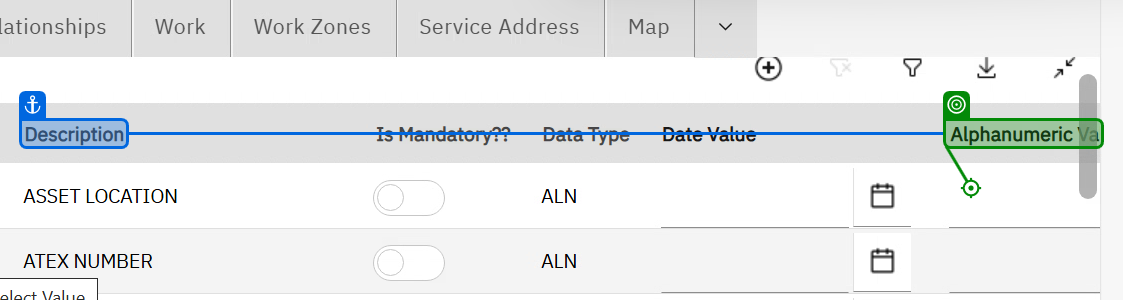 lationships Work Work Zones Service Address Map
Description Is Mandatory?? Data Type Date Value Alphanumeric Va
ASSET LOCATION ALN
ATEX NUMBER ALN
elect Value